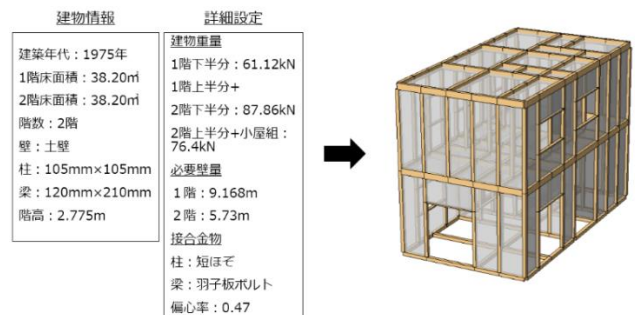 建物情報
建築年代：1975年
1階床面積：38.20㎡
2階床面積：38.20㎡
階数：2階
壁：土壁
柱：105mm×105mm
梁：120mm×210mm
階高：2.775m
詳細設定
建物重量
1階下半分：61.12kN
1階上半分+
2階下半分：87.86kN
2階上半分+小屋組：
76.4kN
必要壁量
1階：9.168m
2階：5.73m
接合金物
柱：短ほぞ
梁：羽子板ボルト
偏心率：0.47